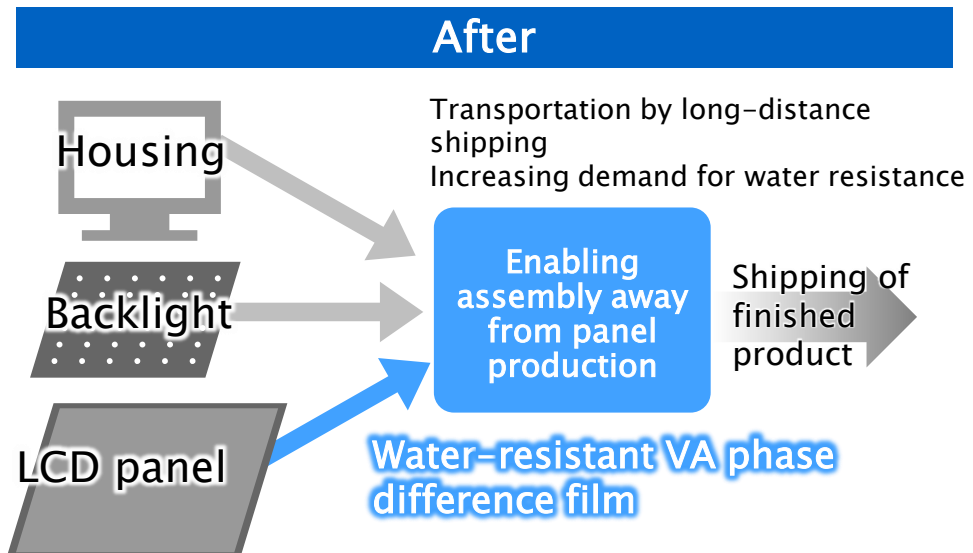 After
Transportation by long-distance
shipping
Increasing demand for water resistance
Housing
Backlight
LCD panel
Enabling
assembly away
from panel
production
Shipping of
finished
product
Water-resistant VA phase
difference film